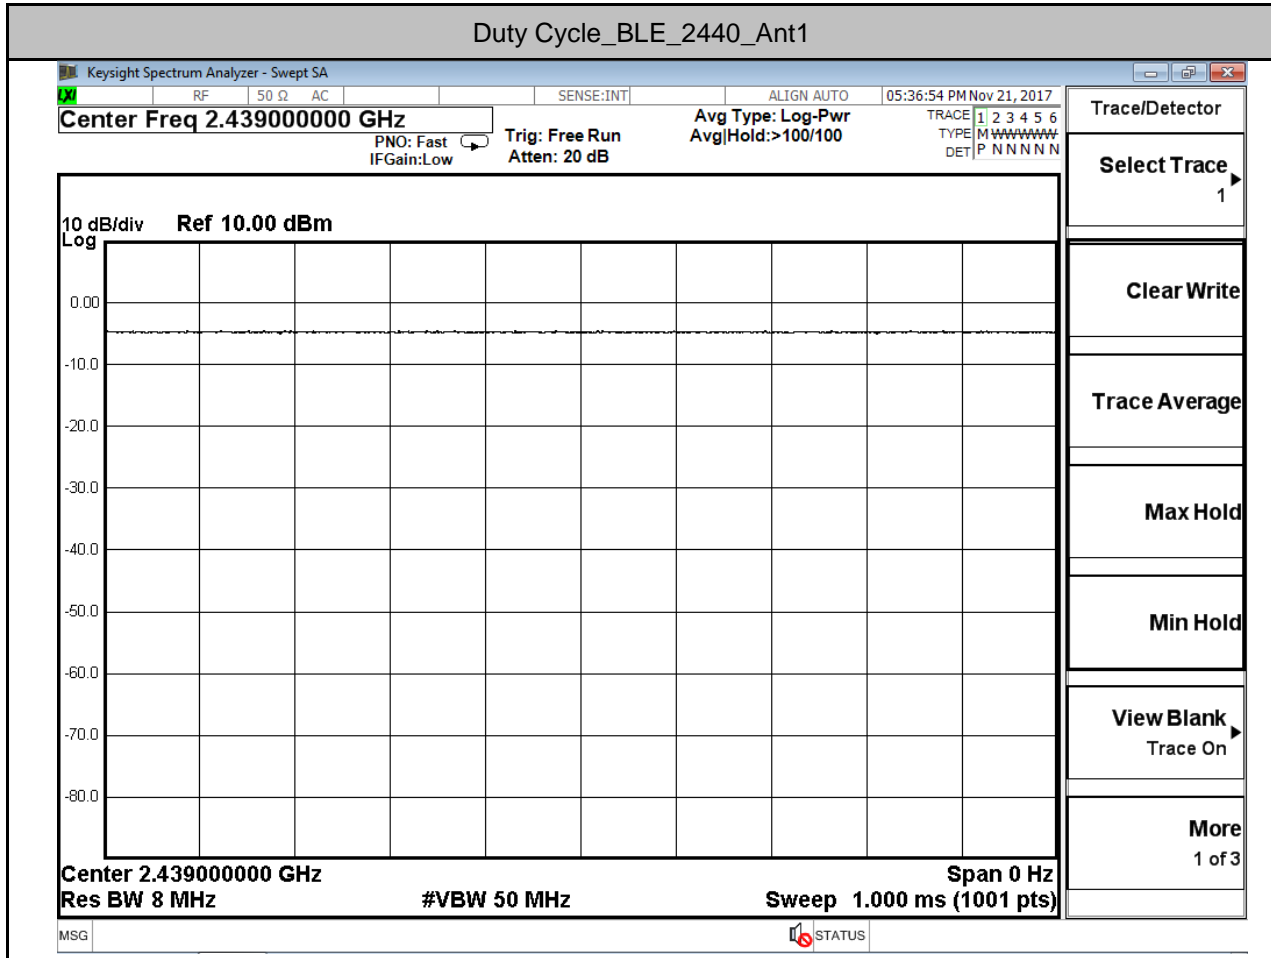 Duty Cycle_BLE_2440_Ant1
Keysight Spectrum Analyzer - Swept SA
LXI RF 50 Ω AC SENSE:INT ALIGN AUTO 05:36:54 PM Nov 21, 2017
Center Freq 2.439000000 GHz
PNO: Fast
IFGain:Low
Trig: Free Run
Atten: 20 dB
Avg Type: Log-Pwr
Avg|Hold:>100/100
TRACE 1 2 3 4 5 6
TYPE M WWWWW
DET P N N N N N
10 dB/div Ref 10.00 dBm
Log
0.00
-10.0
-20.0
-30.0
-40.0
-50.0
-60.0
-70.0
-80.0
Center 2.439000000 GHz Span 0 Hz
Res BW 8 MHz #VBW 50 MHz Sweep 1.000 ms (1001 pts)
MSG STATUS
Trace/Detector
Select Trace
1
Clear Write
Trace Average
Max Hold
Min Hold
View Blank
Trace On
More
1 of 3